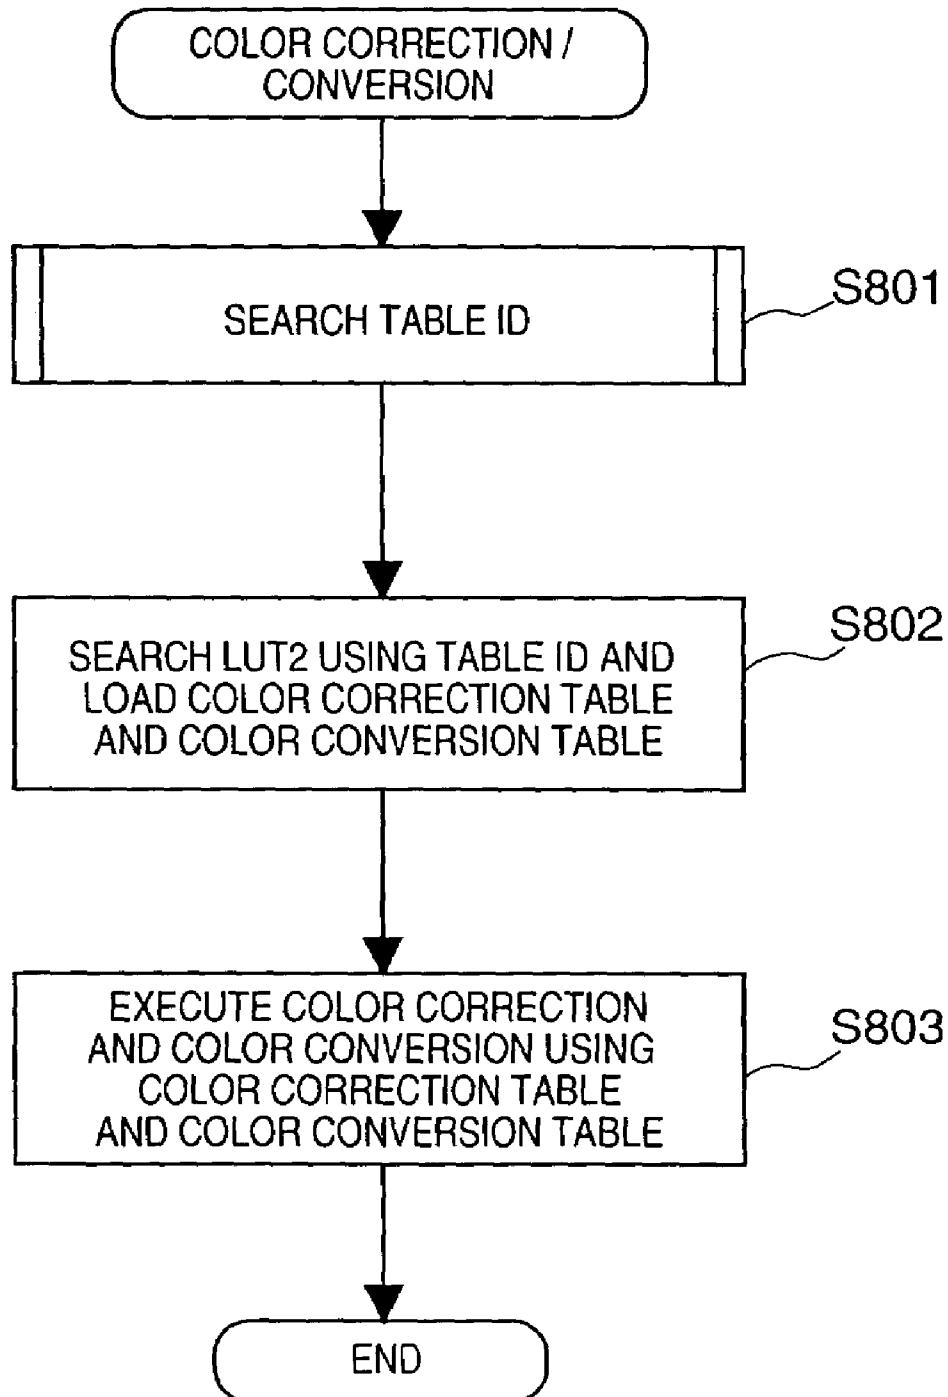 COLOR CORRECTION /
CONVERSION
SEARCH TABLE ID
S801
SEARCH LUT2 USING TABLE ID AND
LOAD COLOR CORRECTION TABLE
AND COLOR CONVERSION TABLE
S802
EXECUTE COLOR CORRECTION
AND COLOR CONVERSION USING
COLOR CORRECTION TABLE
AND COLOR CONVERSION TABLE
S803
END